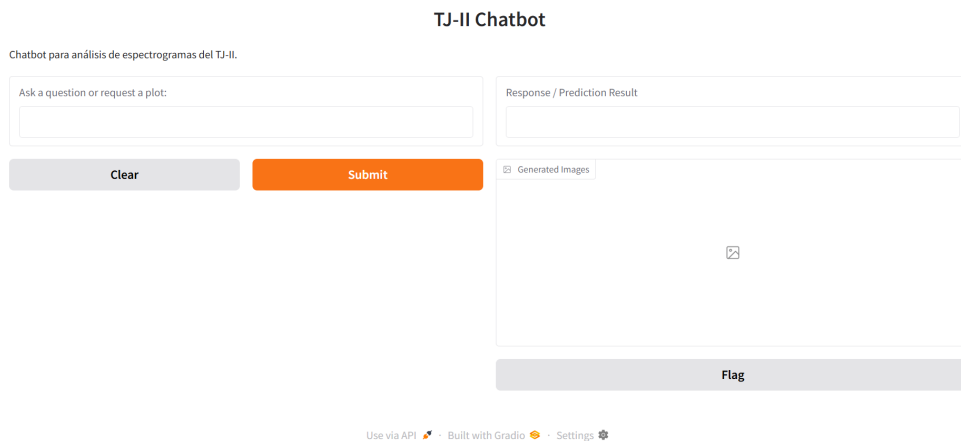 TJ-II Chatbot
Chatbot para análisis de espectrogramas del TJ-II.
Ask a question or request a plot:
Clear
Submit
Response / Prediction Result
Generated Images
Flag
Use via API · Built with Gradio · Settings